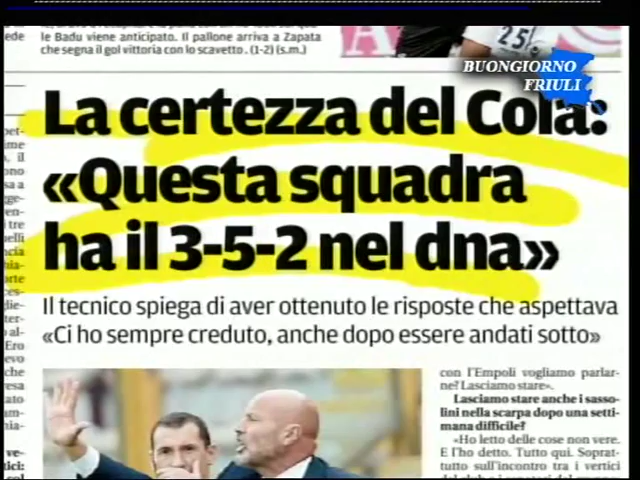 le Badu viene anticipato. Il pallone arriva a Zapata
che segna il gol vittoria con lo scavetto. (1-2) (s.m.)
25
BUONGIORNO
FRIULI
La certezza del Cola:
«Questa squadra
ha il 3-5-2 nel dna»
Il tecnico spiega di aver ottenuto le risposte che aspettava
«Ci ho sempre creduto, anche dopo essere andati sotto»
con l'Empoli vogliamo parlar-
ne? Lasciamo stare».
Lasciamo stare anche i sasso-
lini nella scarpa dopo una setti-
mana difficile?
«Ho letto delle cose non vere.
E l'ho detto. Tutto qui. Soprat-
tutto sull'incontro tra i vertici